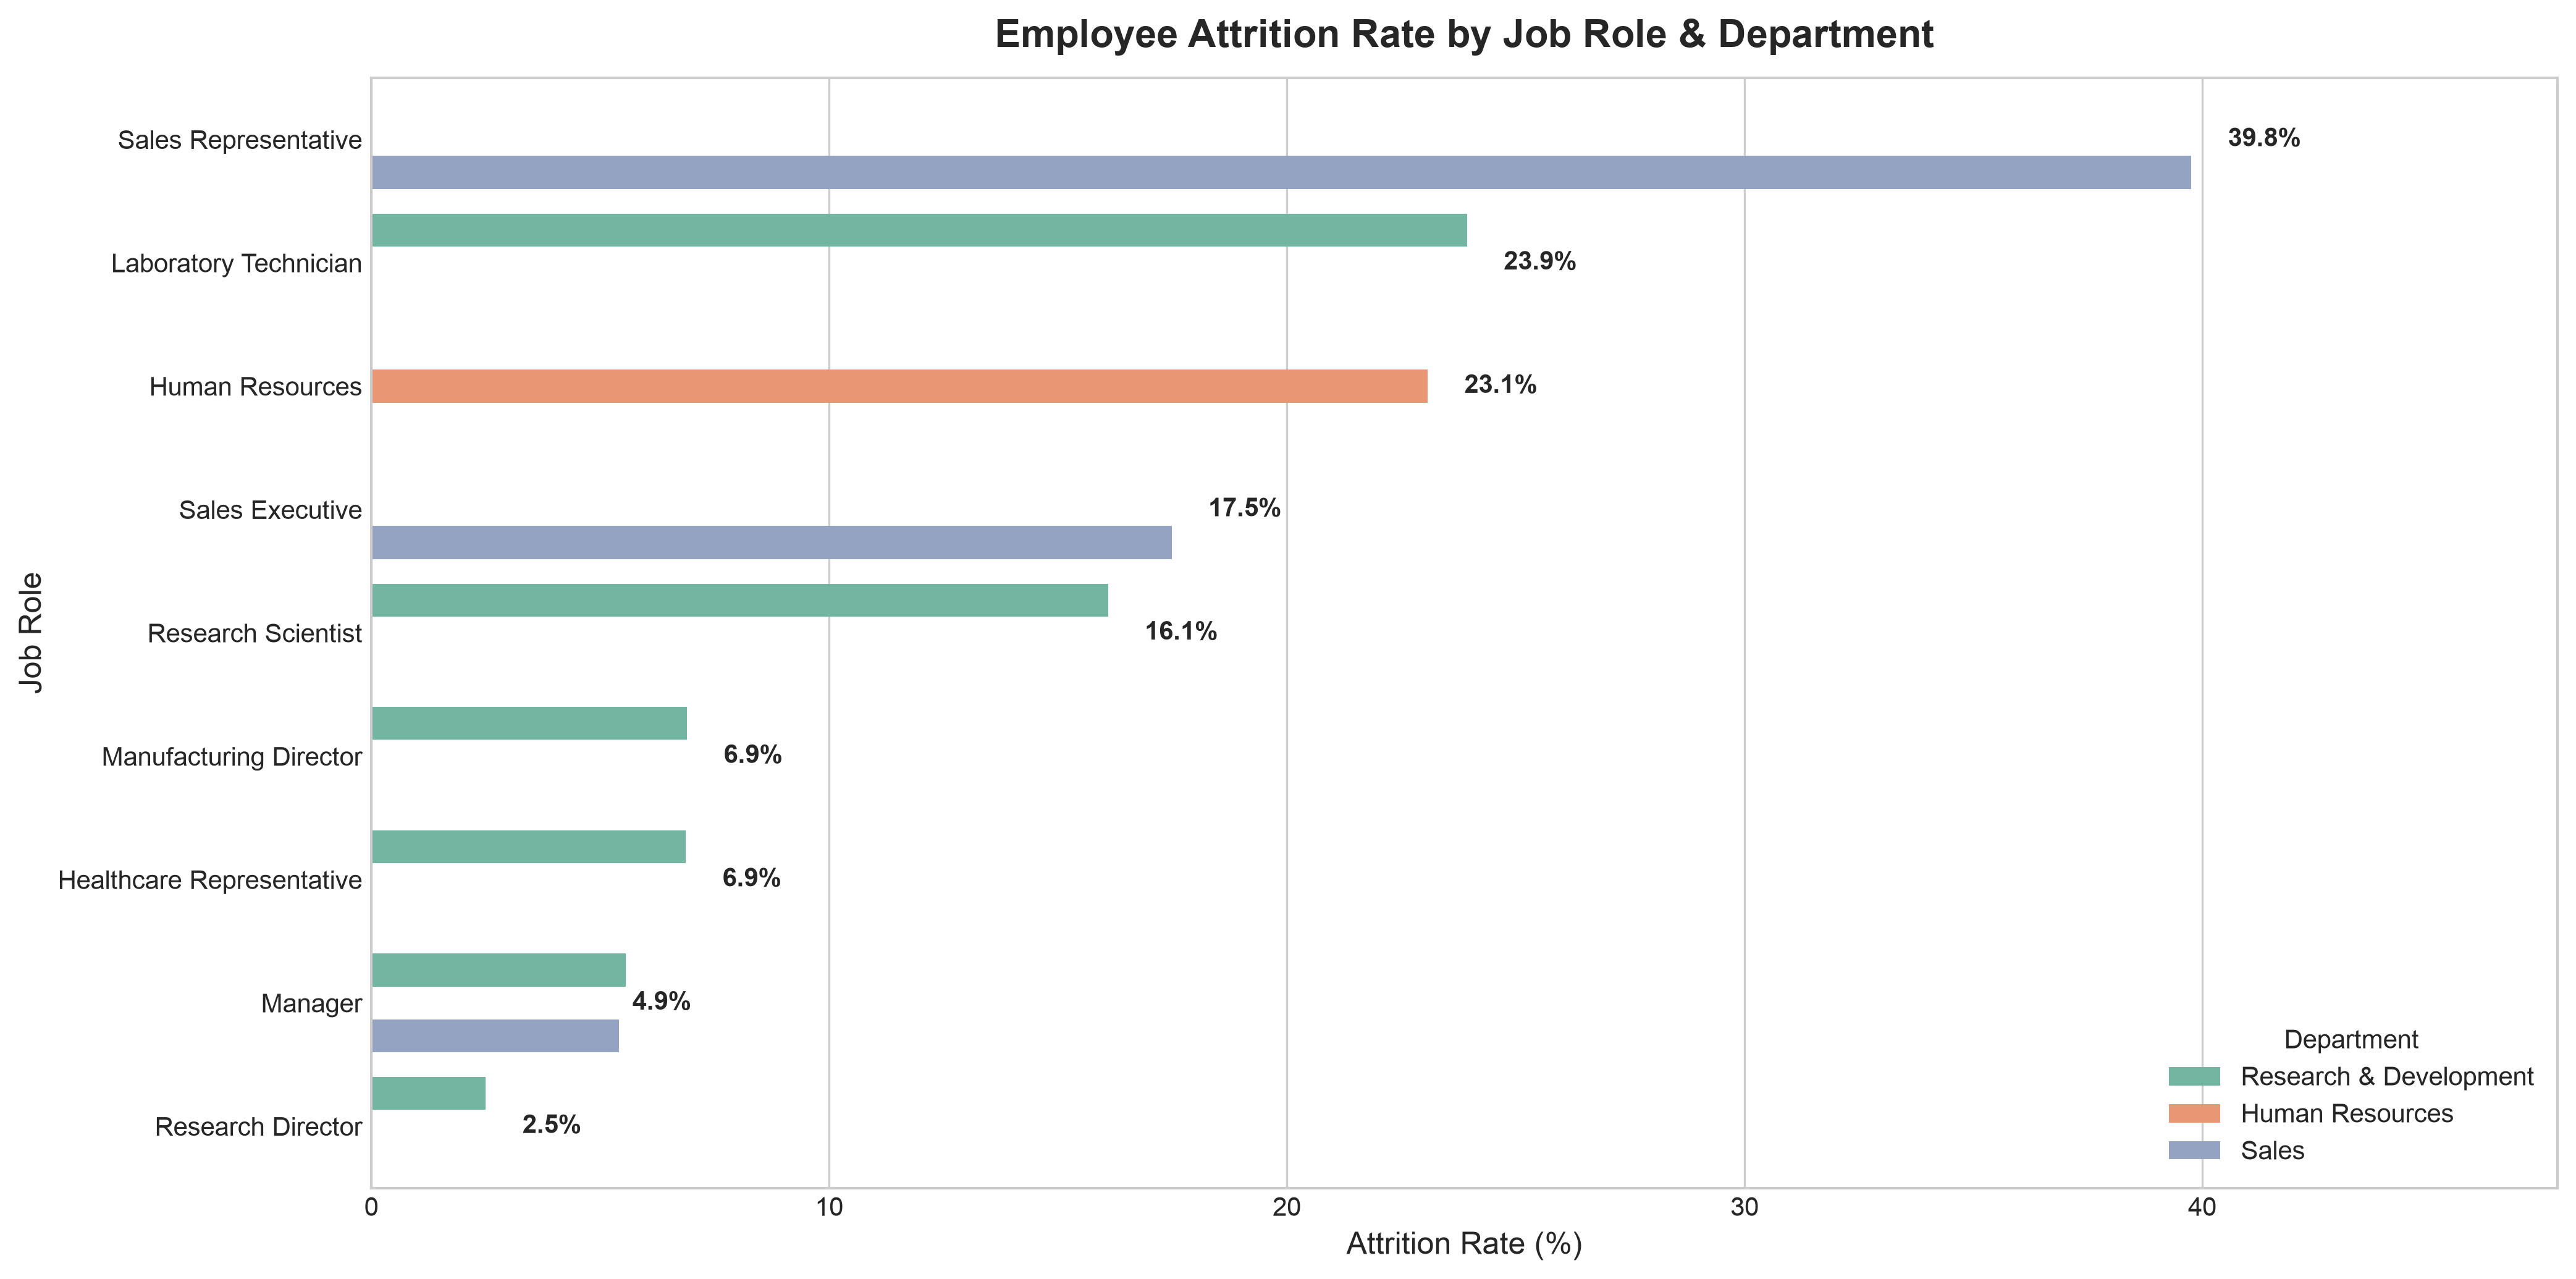 Employee Attrition Rate by Job Role & Department
Job Role
Sales Representative
39.8%
Laboratory Technician
23.9%
Human Resources
23.1%
Sales Executive
17.5%
Research Scientist
16.1%
Manufacturing Director
6.9%
Healthcare Representative
6.9%
Manager
4.9%
Research Director
2.5%
Department
Research & Development
Human Resources
Sales
0 10 20 30 40
Attrition Rate (%)